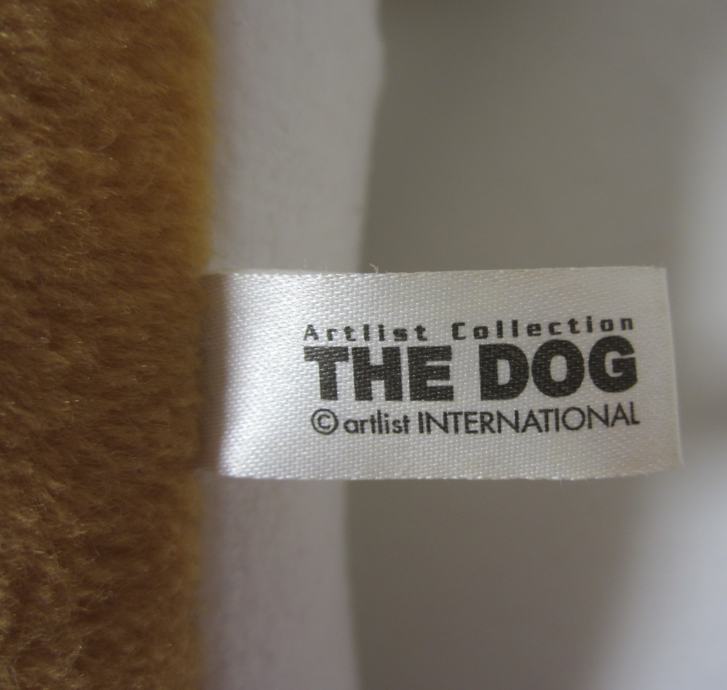 Artlist Collection
THE DOG
© artlist INTERNATIONAL